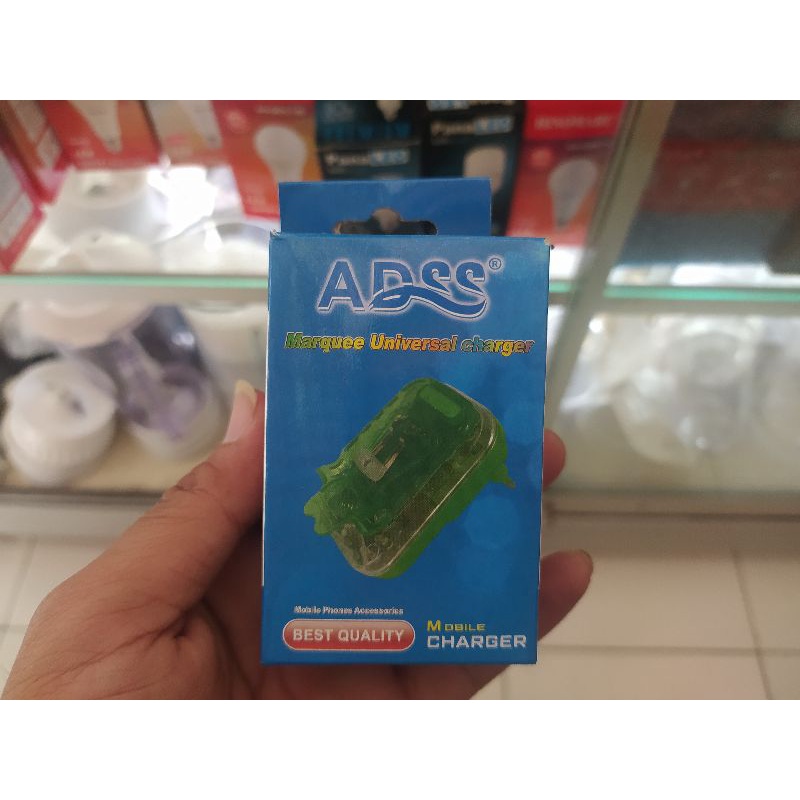 ADSS®
Marquee Universal charger
Mobile Phones Accessories
BEST QUALITY
MOBILE
CHARGER